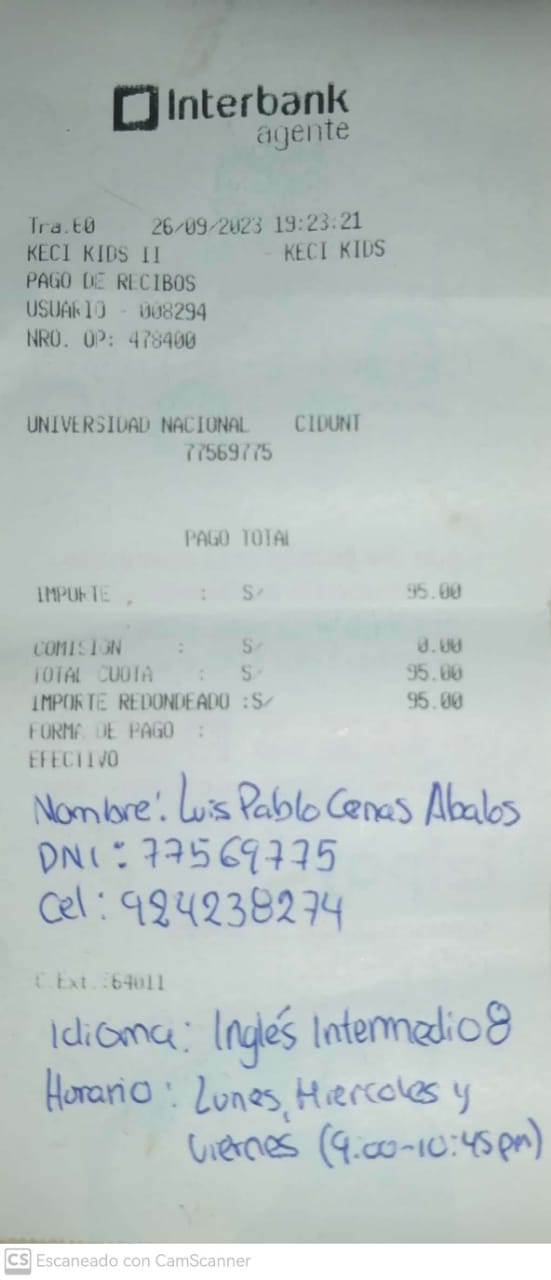 Interbank
agente
Tra.E0 26/09/2023 19:23:21
KECI KIDS II - KECI KIDS
PAGO DE RECIBOS
USUARIO - 008294
NRO. OP: 478400
UNIVERSIDAD NACIONAL CIDUNT
77569775
PAGO TOTAL
IMPORTE : S/ 95.00
COMISION : S/ 0.00
TOTAL CUOTA : S/ 95.00
IMPORTE REDONDEADO :S/ 95.00
FORMA DE PAGO :
EFECTIVO
Nombre: Luis Pablo Cenas Abalos
DNI: 77569775
Cel: 924238274
C.Ext.:64011
Idioma: Inglés Intermedio 8
Horario: Lunes, Miercoles y
Viernes (9:00-10:45pm)
CS Escaneado con CamScanner